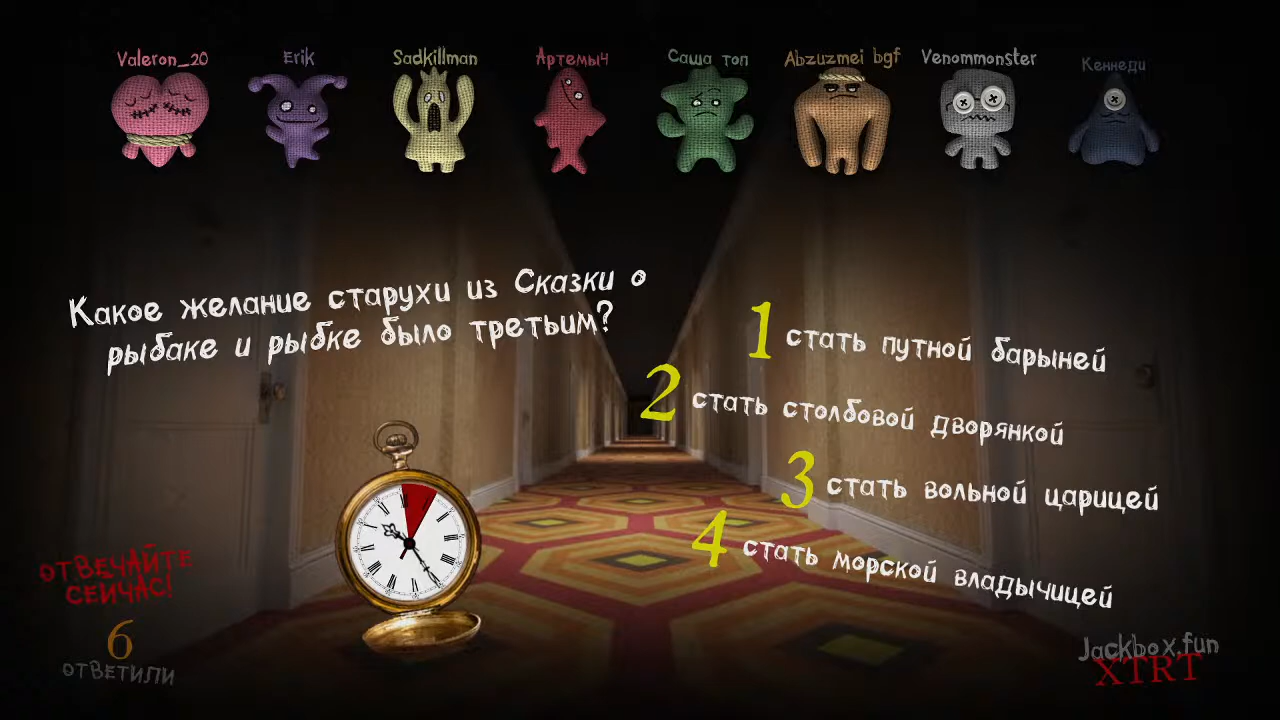 Valeron_20
Erik
Sadkillman
Артемыч
Саша топ
Abzuzmei bgf
Venommonster
Кеннеди
Какое желание старухи из Сказки о
рыбаке и рыбке было третьим?
1 стать путной барыней
2 стать столбовой дворянкой
3 стать вольной царицей
4 стать морской владычицей
ОТВЕЧАЙТЕ
СЕЙЧАС!
6
ОТВЕТИЛИ
Jackbox.fun
XTRT